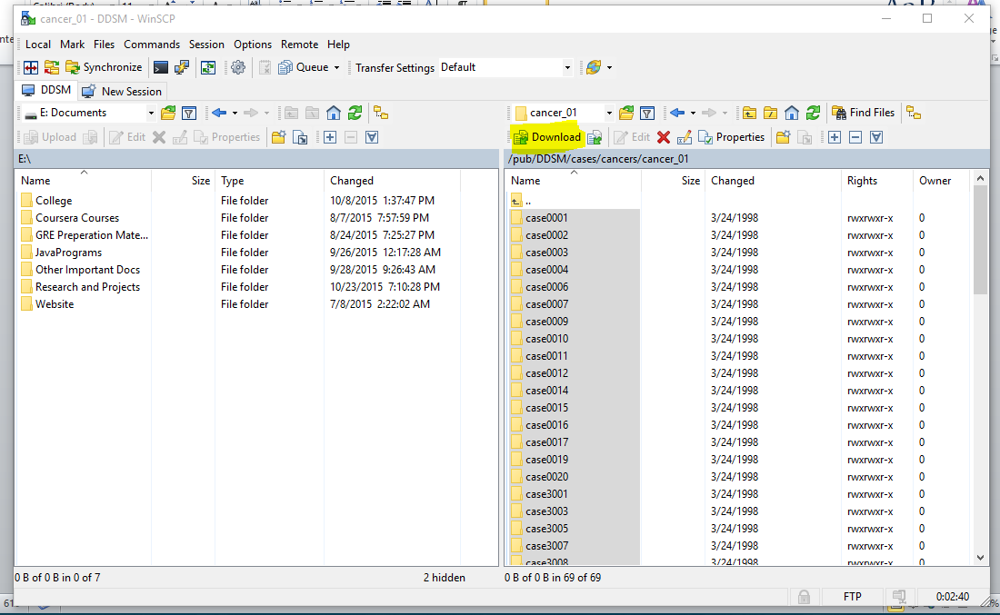 cancer_01 - DDSM - WinSCP
Local Mark Files Commands Session Options Remote Help
Synchronize Queue Transfer Settings Default
DDSM New Session
E: Documents
cancer_01 Find Files
Upload Edit Properties
Download Edit Properties
E:\
/pub/DDSM/cases/cancers/cancer_01
Name Size Type Changed
College File folder 10/8/2015 1:37:47 PM
Coursera Courses File folder 8/7/2015 7:57:59 PM
GRE Preperation Mate... File folder 8/24/2015 7:25:27 PM
JavaPrograms File folder 9/26/2015 12:17:28 AM
Other Important Docs File folder 9/28/2015 9:26:43 AM
Research and Projects File folder 10/23/2015 7:10:28 PM
Website File folder 7/8/2015 2:22:02 AM
Name Size Changed Rights Owner
..
case0001 3/24/1998 rwxrwxr-x 0
case0002 3/24/1998 rwxrwxr-x 0
case0003 3/24/1998 rwxrwxr-x 0
case0004 3/24/1998 rwxrwxr-x 0
case0006 3/24/1998 rwxrwxr-x 0
case0007 3/24/1998 rwxrwxr-x 0
case0009 3/24/1998 rwxrwxr-x 0
case0010 3/24/1998 rwxrwxr-x 0
case0011 3/24/1998 rwxrwxr-x 0
case0012 3/24/1998 rwxrwxr-x 0
case0014 3/24/1998 rwxrwxr-x 0
case0015 3/24/1998 rwxrwxr-x 0
case0016 3/24/1998 rwxrwxr-x 0
case0017 3/24/1998 rwxrwxr-x 0
case0019 3/24/1998 rwxrwxr-x 0
case0020 3/24/1998 rwxrwxr-x 0
case3001 3/24/1998 rwxrwxr-x 0
case3003 3/24/1998 rwxrwxr-x 0
case3005 3/24/1998 rwxrwxr-x 0
case3007 3/24/1998 rwxrwxr-x 0
case3008 3/24/1998 rwxrwxr-x 0
0 B of 0 B in 0 of 7 2 hidden
0 B of 0 B in 69 of 69
FTP 0:02:40